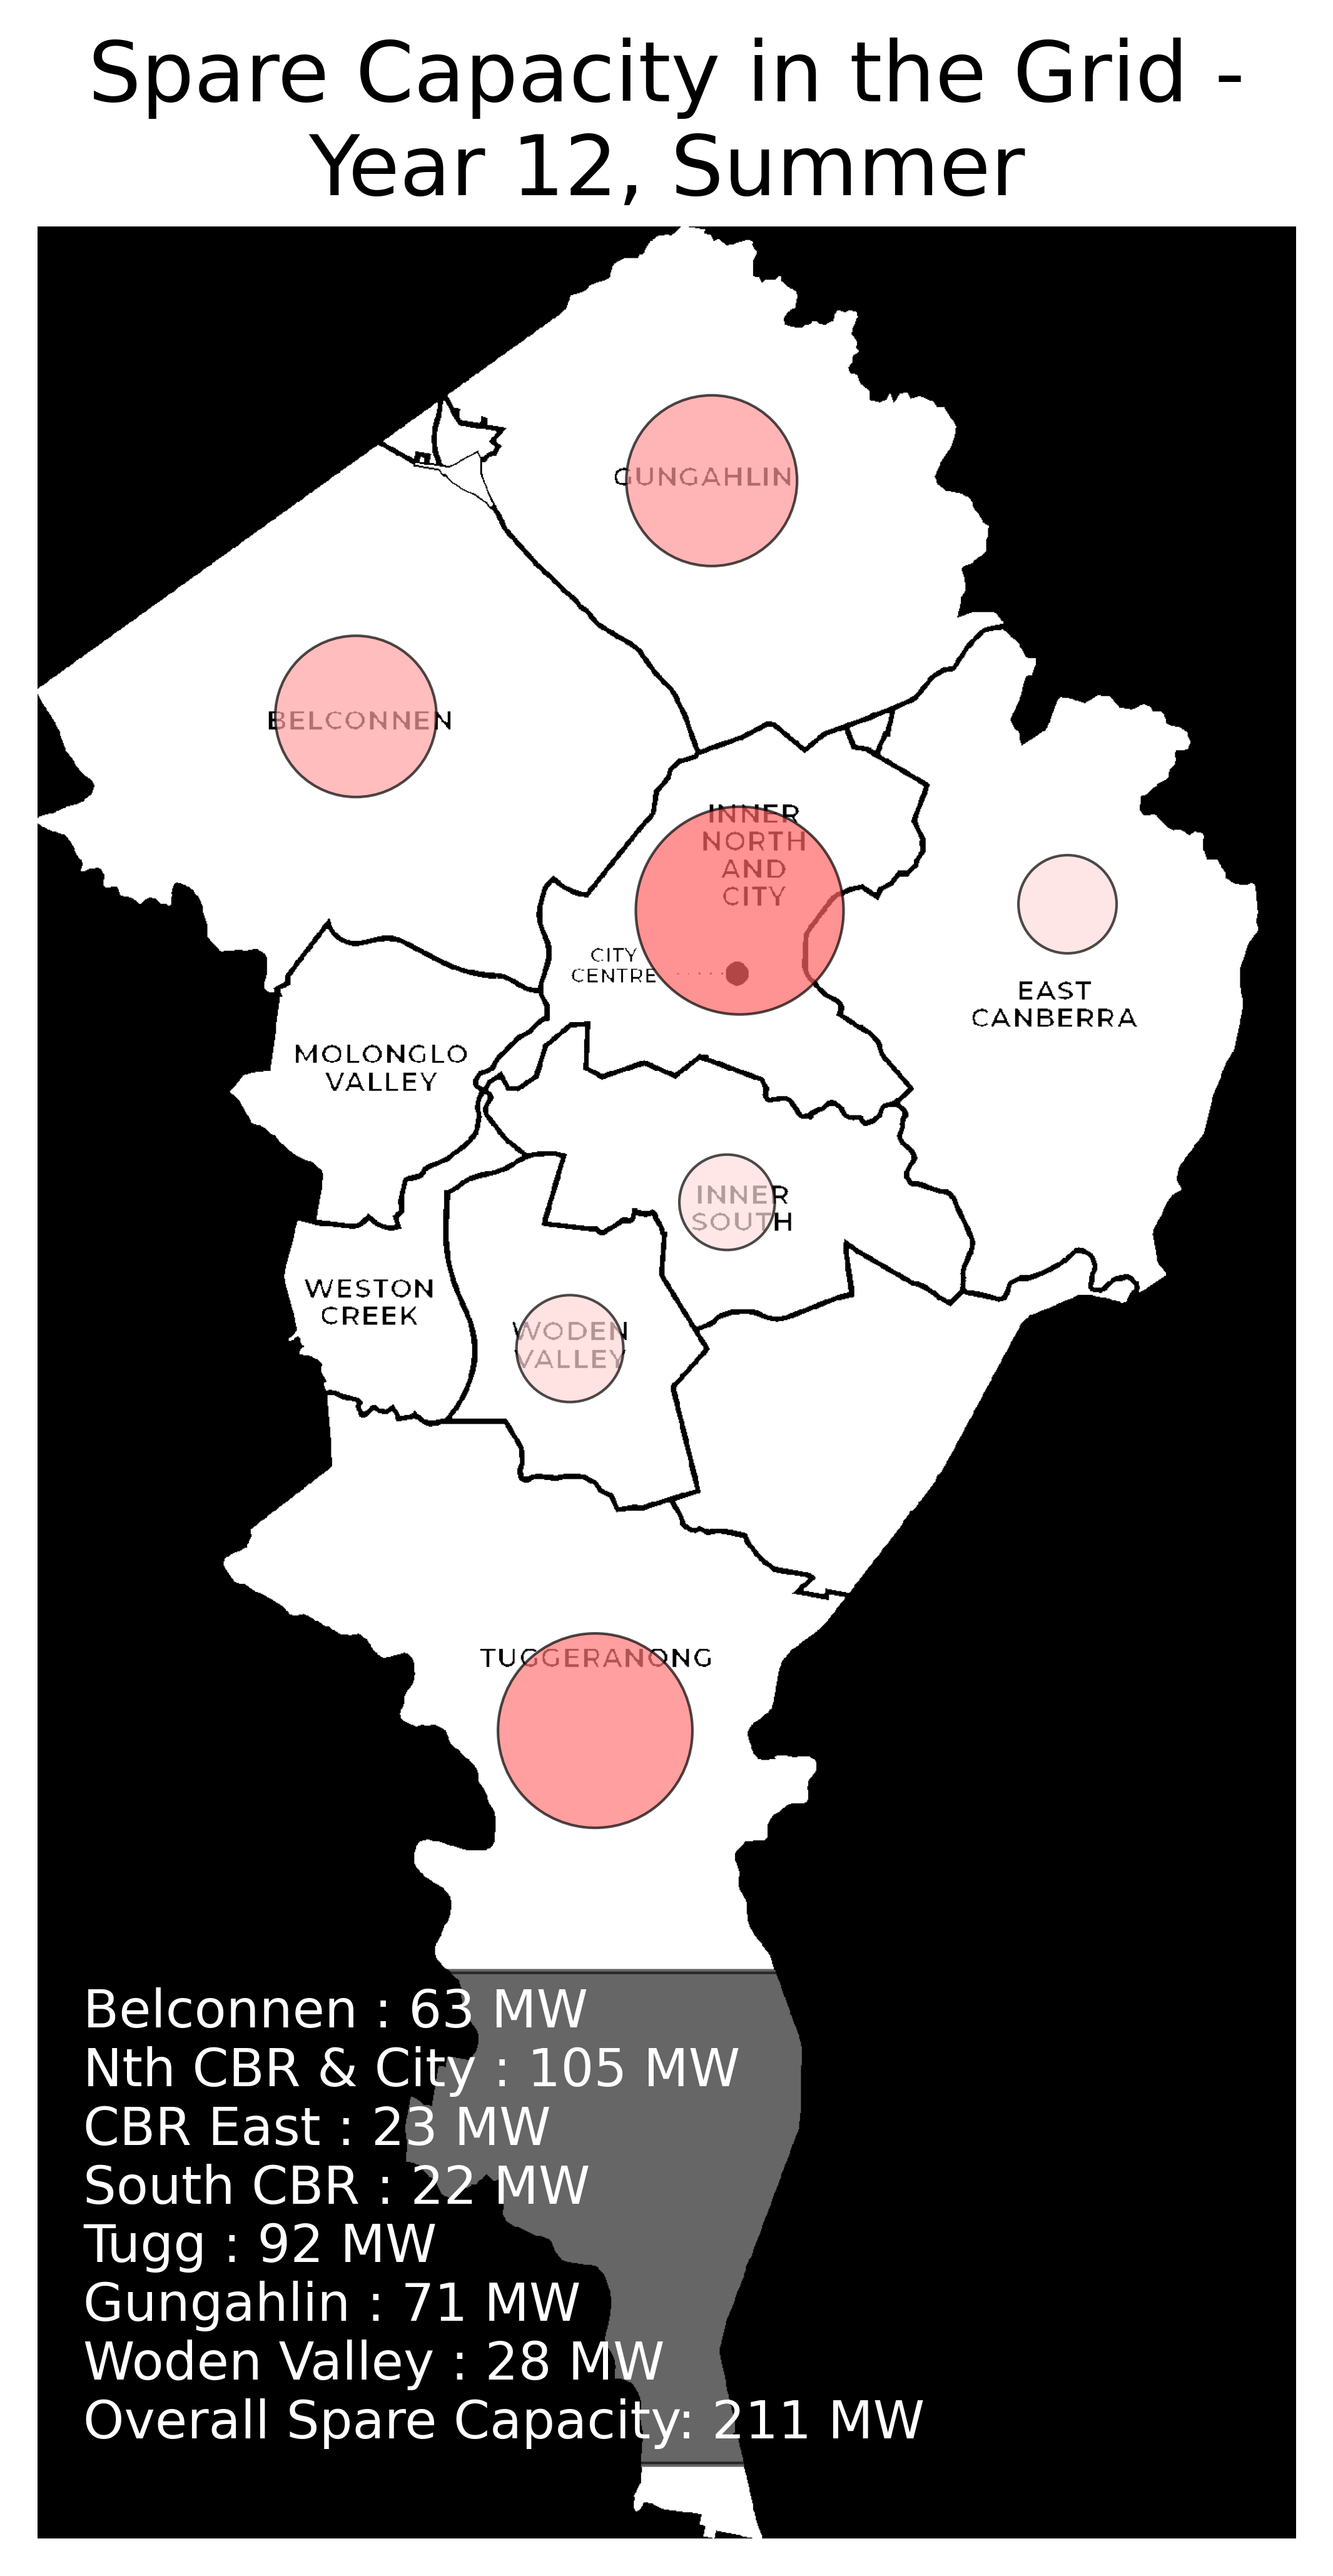 Spare Capacity in the Grid -
Year 12, Summer
GUNGAHLIN
BELCONNEN
INNER
NORTH
AND
CITY
CITY
CENTRE
EAST
CANBERRA
MOLONGLO
VALLEY
INNER
SOUTH
WESTON
CREEK
WODEN
VALLEY
TUGGERANONG
Belconnen : 63 MW
Nth CBR & City : 105 MW
CBR East : 23 MW
South CBR : 22 MW
Tugg : 92 MW
Gungahlin : 71 MW
Woden Valley : 28 MW
Overall Spare Capacity: 211 MW